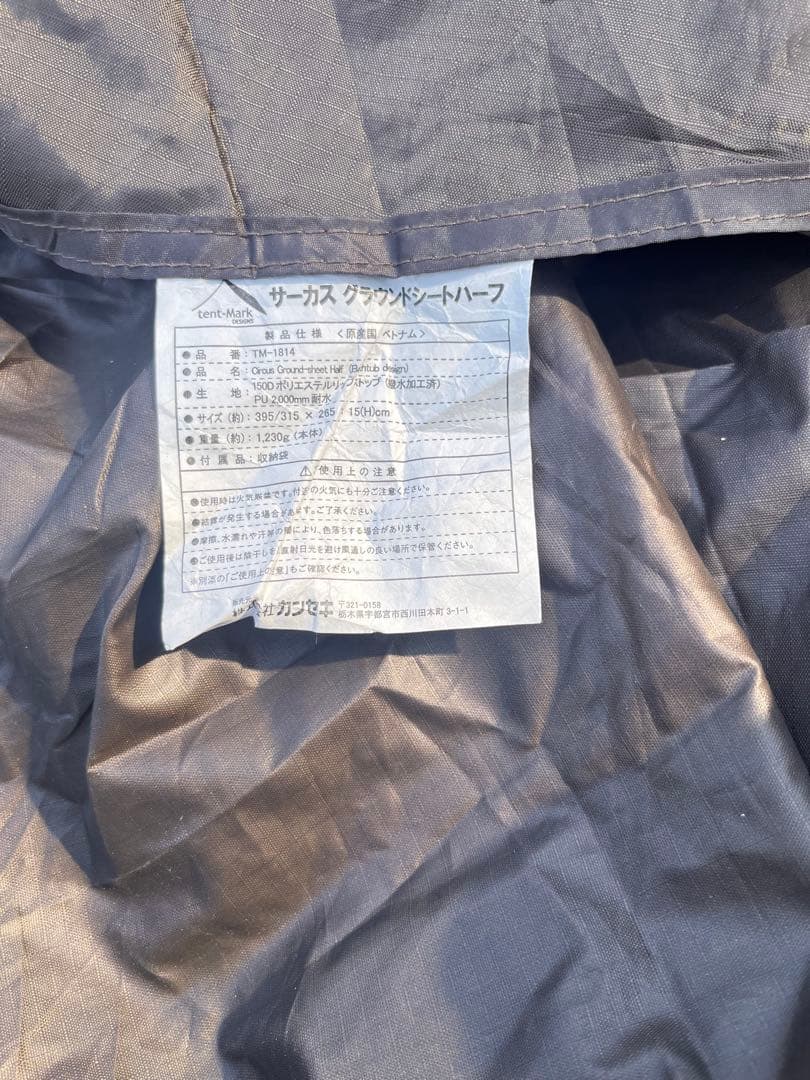 tent-Mark
DESIGNS
サーカス グラウンドシートハーフ
製品仕様 〈原産国 ベトナム〉
●品 番：TM-1814
●品 名：Circus Ground-sheet Half (Bathtub design)
●生 地：150Dポリエステルリップストップ（撥水加工済）
PU 2,000mm耐水
●サイズ（約）：395/315 × 265 15(H)cm
●重量（約）：1,230g（本体）
●付属品：収納袋
⚠使用上の注意
●使用時は火気厳禁です。付近の火気にも十分ご注意ください。
●結露が発生する場合があります。ご了承ください。
●摩擦、水濡れや汗等の により、色落ちする場合があります。
●ご使用後は陰干しし、直射日光を避け風通しの良い場所で保管ください。
※別添の「ご使用上の注意」もご確認ください。
株式会社カンセキ
〒321-0158
栃木県宇都宮市西川田本町 3-1-1